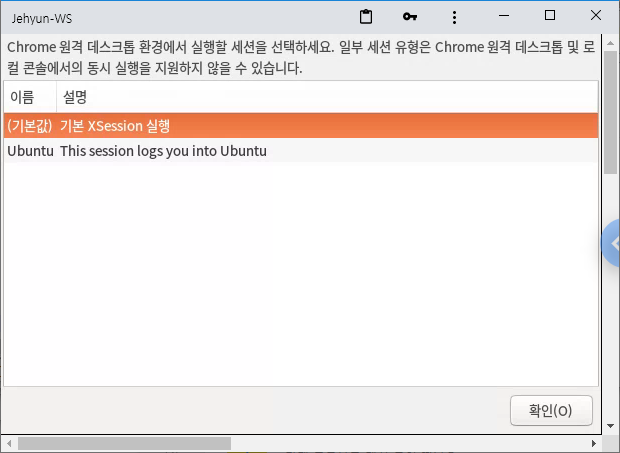 Jehyun-WS
Chrome 원격 데스크톱 환경에서 실행할 세션을 선택하세요. 일부 세션 유형은 Chrome 원격 데스크톱 및 로
컬 콘솔에서의 동시 실행을 지원하지 않을 수 있습니다.
이름 설명
(기본값) 기본 XSession 실행
Ubuntu This session logs you into Ubuntu
확인(O)